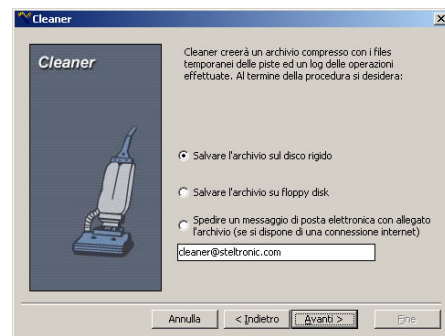 Cleaner
Cleaner
Cleaner creerà un archivio compresso con i files
temporanei delle piste ed un log delle operazioni
effettuate. Al termine della procedura si desidera:
Salvare l'archivio sul disco rigido
Salvare l'archivio su floppy disk
Spedire un messaggio di posta elettronica con allegato
l'archivio (se si dispone di una connessione internet)
cleaner@steltronic.com
Annulla
< Indietro
Avanti >
Fine